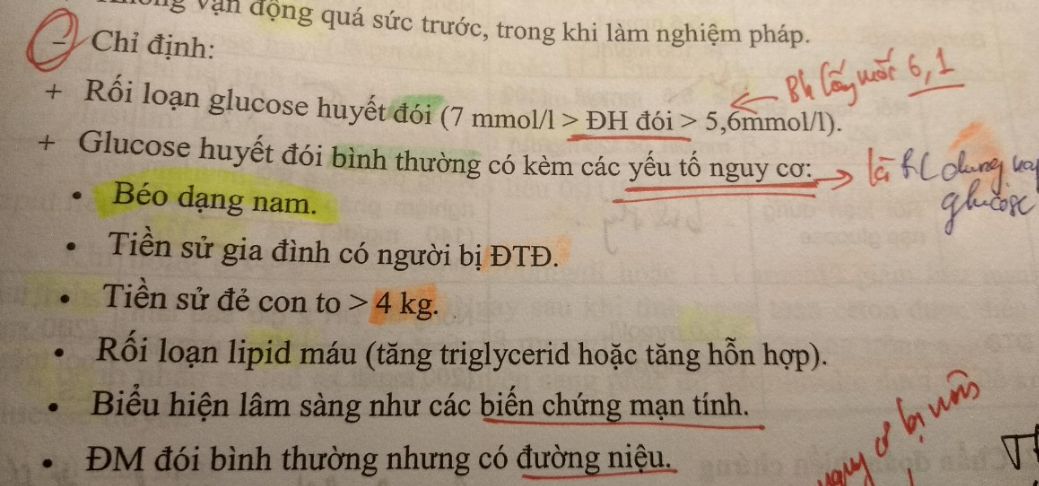 vận động quá sức trước, trong khi làm nghiệm pháp.
- Chỉ định:
Bh lấy mốc 6,1
+ Rối loạn glucose huyết đói (7 mmol/l > ĐH đói > 5,6mmol/l).
+ Glucose huyết đói bình thường có kèm các yếu tố nguy cơ: → là RL dung nạp
glucose
• Béo dạng nam.
• Tiền sử gia đình có người bị ĐTĐ.
• Tiền sử đẻ con to > 4 kg.
• Rối loạn lipid máu (tăng triglycerid hoặc tăng hỗn hợp).
• Biểu hiện lâm sàng như các biến chứng mạn tính.
• ĐM đói bình thường nhưng có đường niệu.